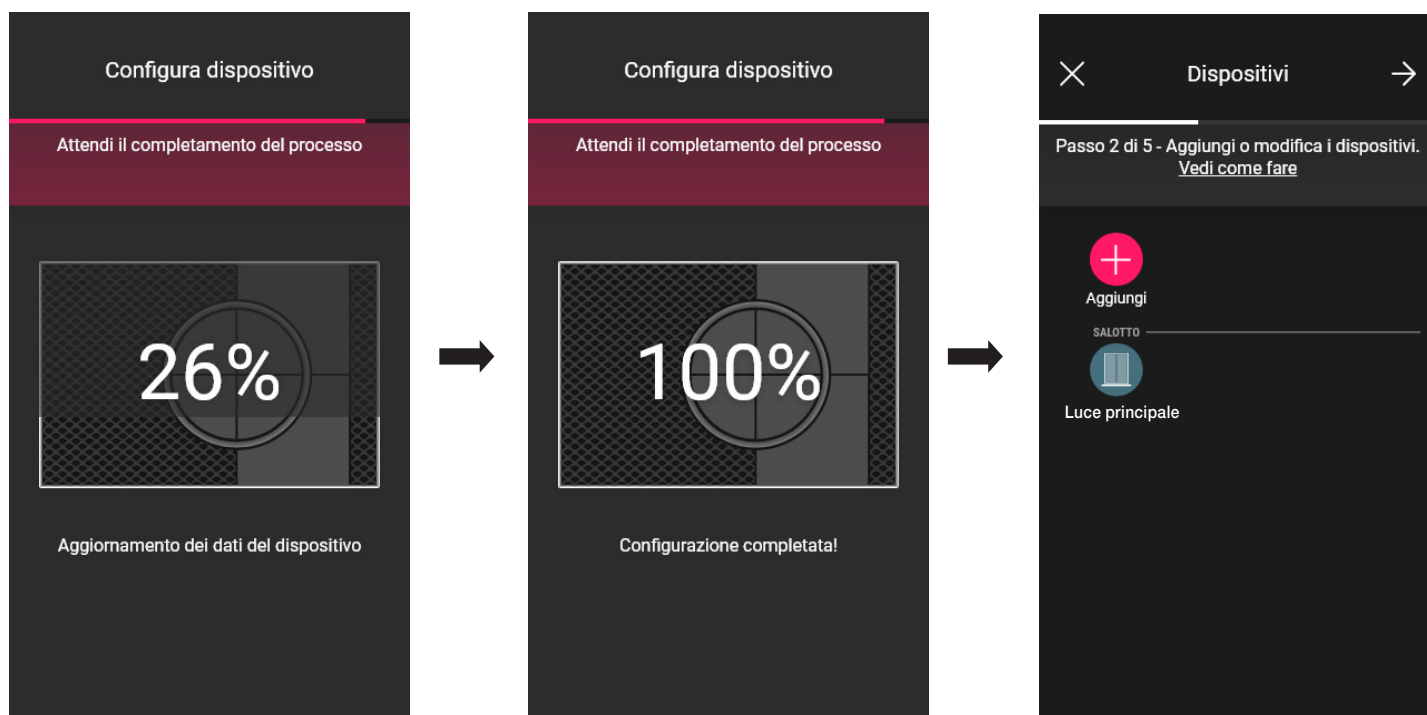 Configura dispositivo
Attendi il completamento del processo
26%
Aggiornamento dei dati del dispositivo
Configura dispositivo
Attendi il completamento del processo
100%
Configurazione completata!
Dispositivi
Passo 2 di 5 - Aggiungi o modifica i dispositivi.
Vedi come fare
Aggiungi
SALOTTO
Luce principale